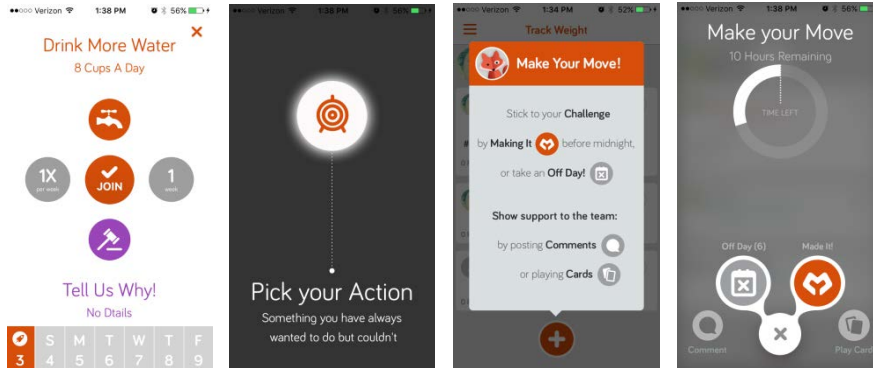 ●●○○○ Verizon 1:38 PM 56%
Drink More Water
8 Cups A Day
1X
per week
JOIN
1
week
Tell Us Why!
No Dtails
S M T W T F
3 4 5 6 7 8 9
●●○○○ Verizon 1:38 PM 56%
Pick your Action
Something you have always
wanted to do but couldn't
●●○○○ Verizon 1:34 PM 52%
Track Weight
Make Your Move!
Stick to your Challenge
by Making It before midnight,
or take an Off Day!
Show support to the team:
by posting Comments
or playing Cards
●●○○○ Verizon 1:38 PM 56%
Make your Move
10 Hours Remaining
TIME LEFT
Off Day (6) Made It!
Comment Play Card